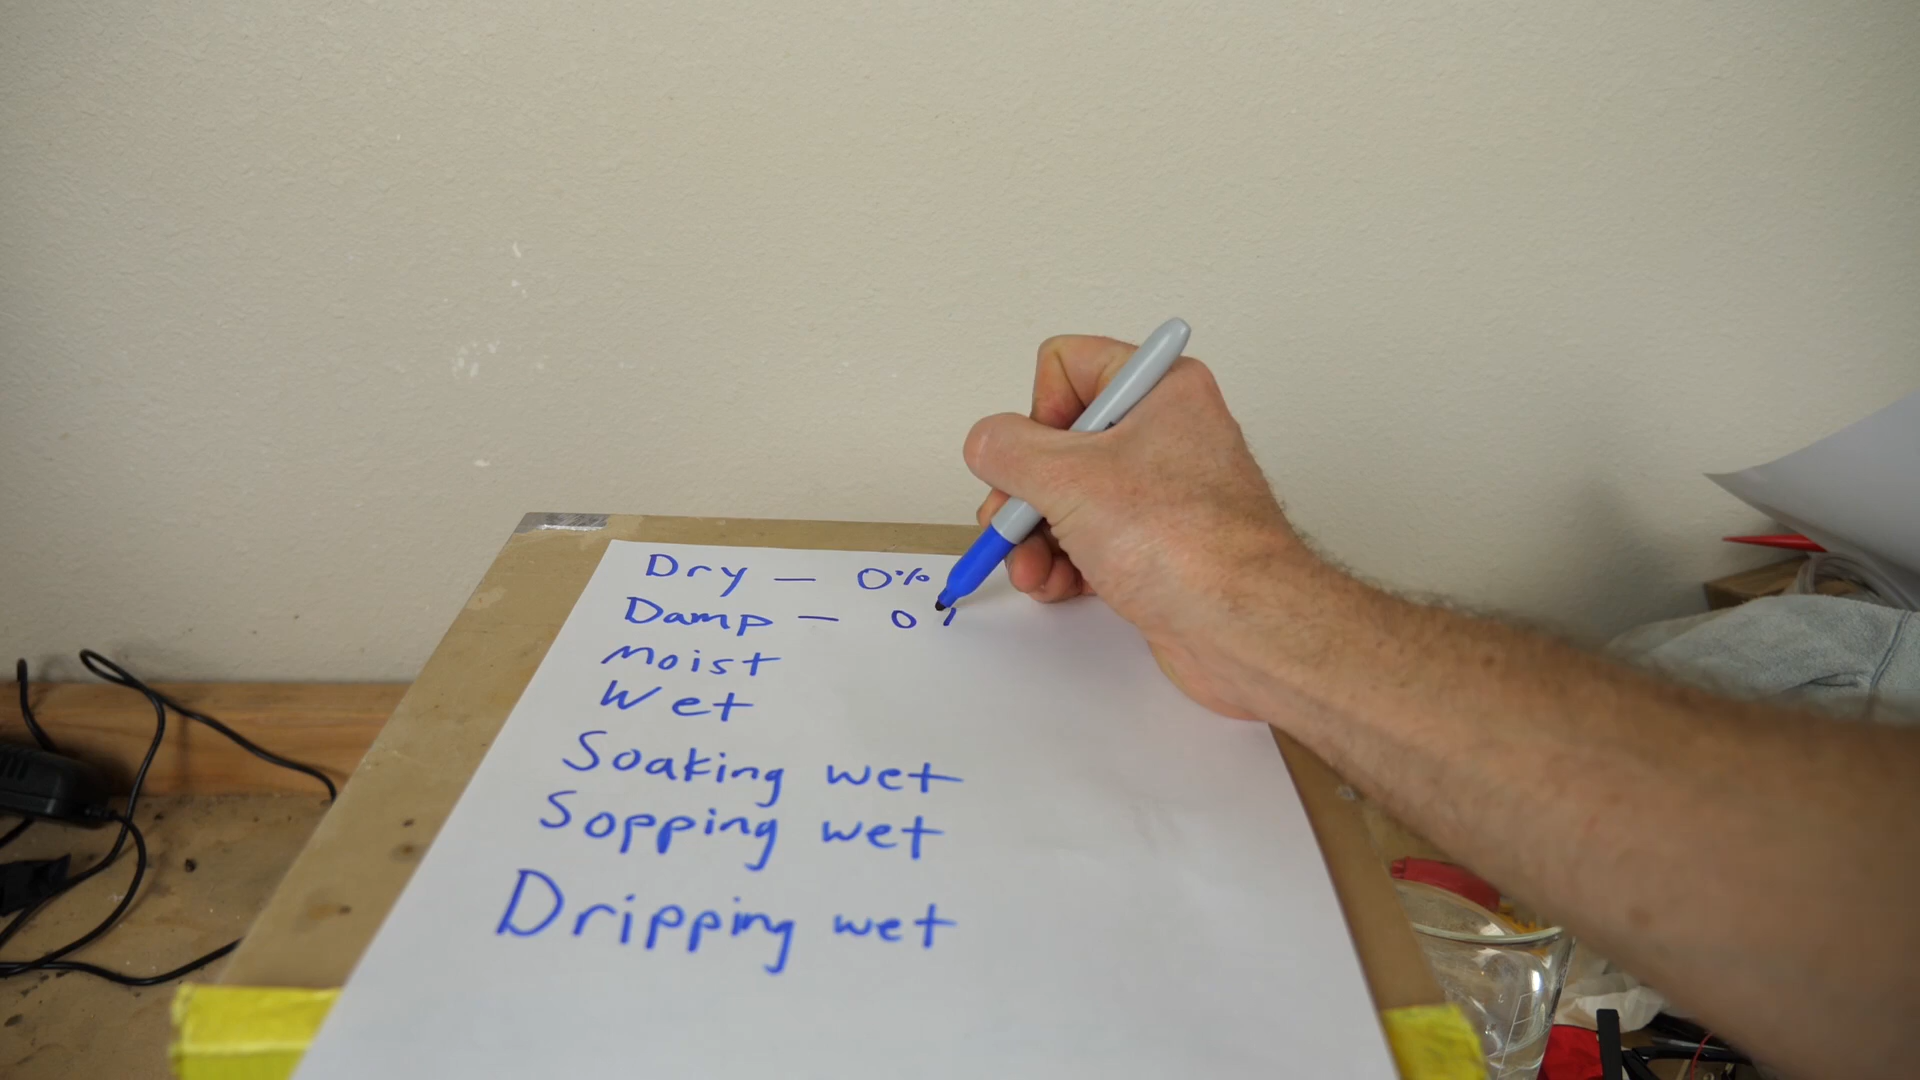 Dry — 0%
Damp — 0
Moist
Wet
Soaking wet
Sopping wet
Dripping wet